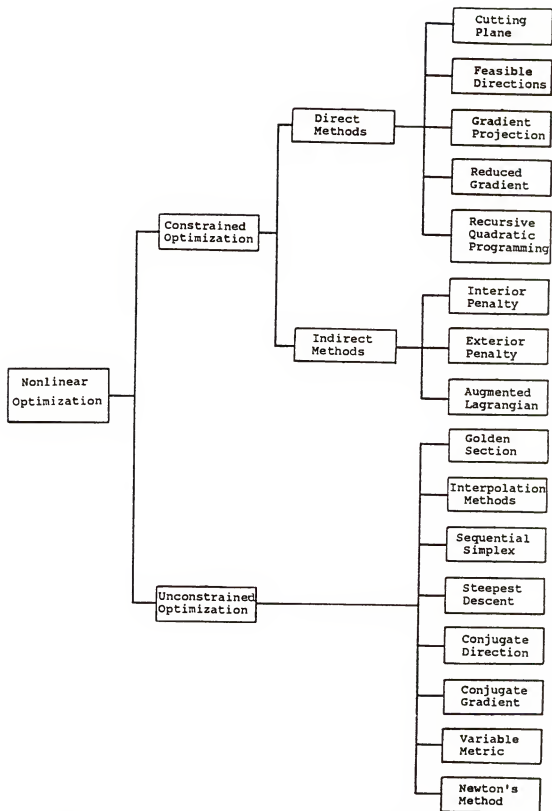 Cutting
Plane
Feasible
Directions
Direct
Methods
Gradient
Projection
Reduced
Gradient
Constrained
Optimization
Recursive
Quadratic
Programming
Interior
Penalty
Indirect
Methods
Exterior
Penalty
Nonlinear
Optimization
Augmented
Lagrangian
Golden
Section
Interpolation
Methods
Sequential
Simplex
Unconstrained
Optimization
Steepest
Descent
Conjugate
Direction
Conjugate
Gradient
Variable
Metric
Newton's
Method